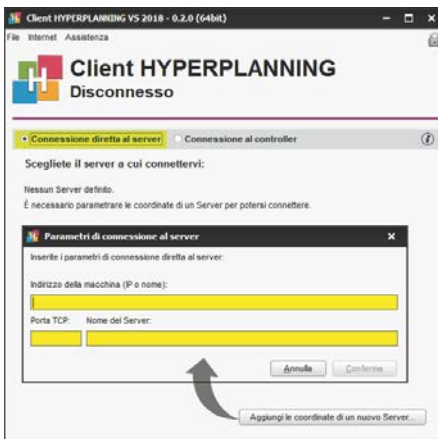 Client HYPERPLANNING VS 2018 - 0.2.0 (64bit)
File Internet Assistenza
Client HYPERPLANNING
Disconnesso
Connessione diretta al server Connessione al controller
Scegliete il server a cui connettervi:
Nessun Server definito.
È necessario parametrare le coordinate di un Server per potersi connettere.
Parametri di connessione al server
Inserite i parametri di connessione diretta al server:
Indirizzo della macchina (IP o nome):
Porta TCP: Nome del Server:
Annulla Conferma
Aggiungi le coordinate di un nuovo Server...